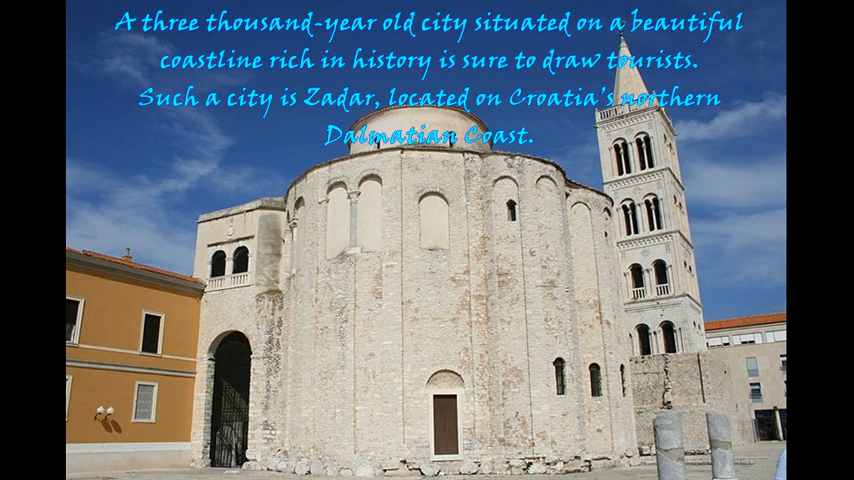 A three thousand-year old city situated on a beautiful
coastline rich in history is sure to draw tourists.
Such a city is Zadar, located on Croatia's northern
Dalmatian Coast.